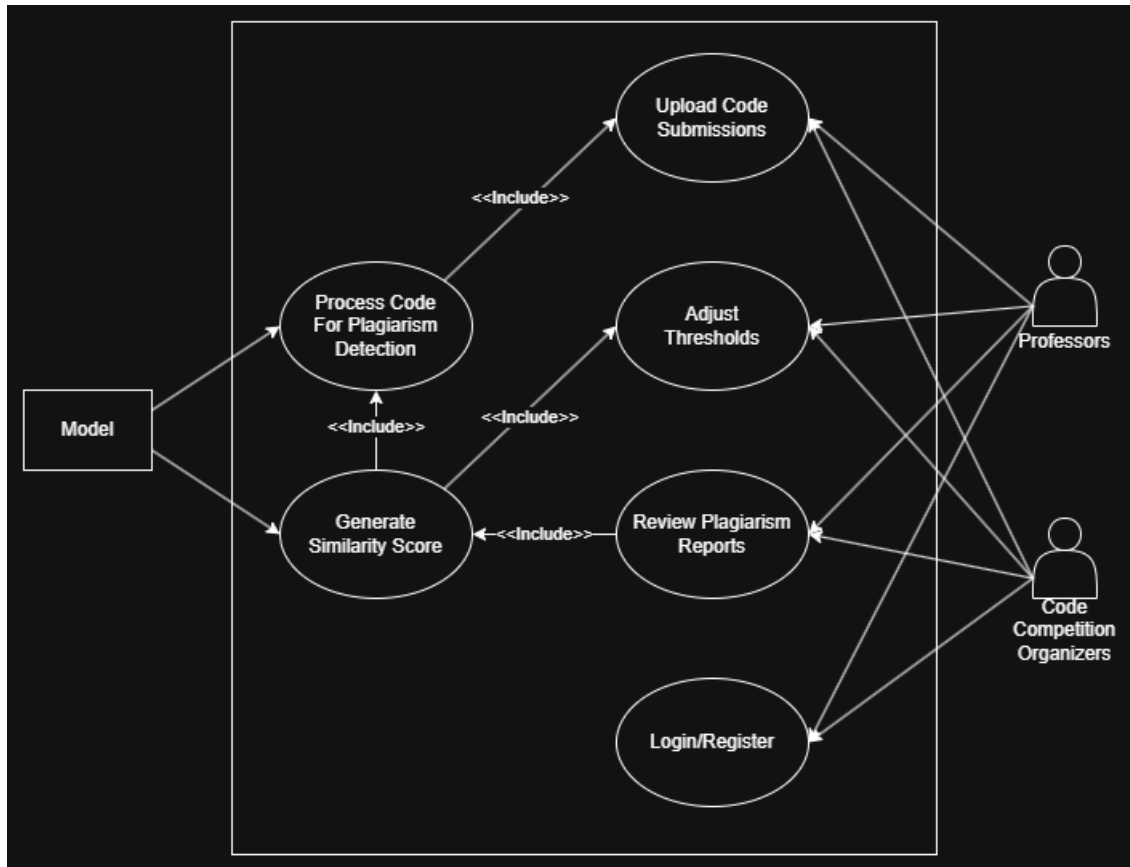 Upload Code
Submissions
<<Include>>
Process Code
For Plagiarism
Detection
Adjust
Thresholds
Professors
<<Include>>
<<Include>>
Model
Generate
Similarity Score
<<Include>>
Review Plagiarism
Reports
Code
Competition
Organizers
Login/Register